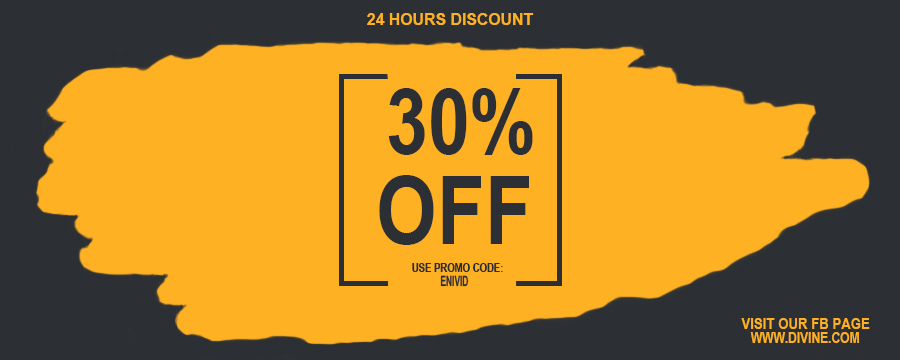 24 HOURS DISCOUNT
30%
OFF
USE PROMO CODE:
ENIVID
VISIT OUR FB PAGE
WWW.DIVINE.COM